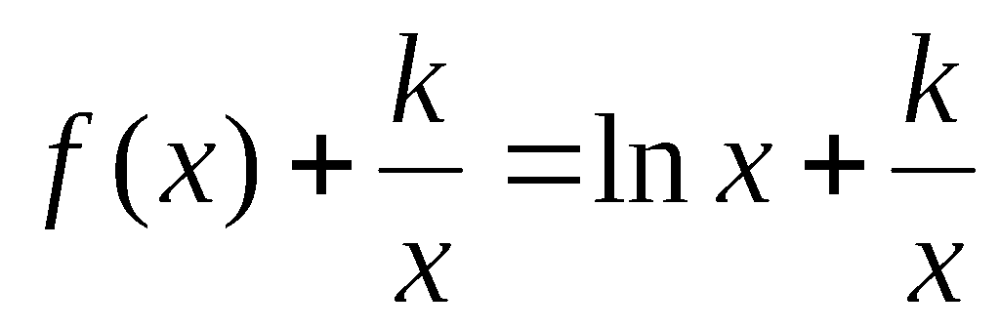 f(x) + k/x = ln x + k/x